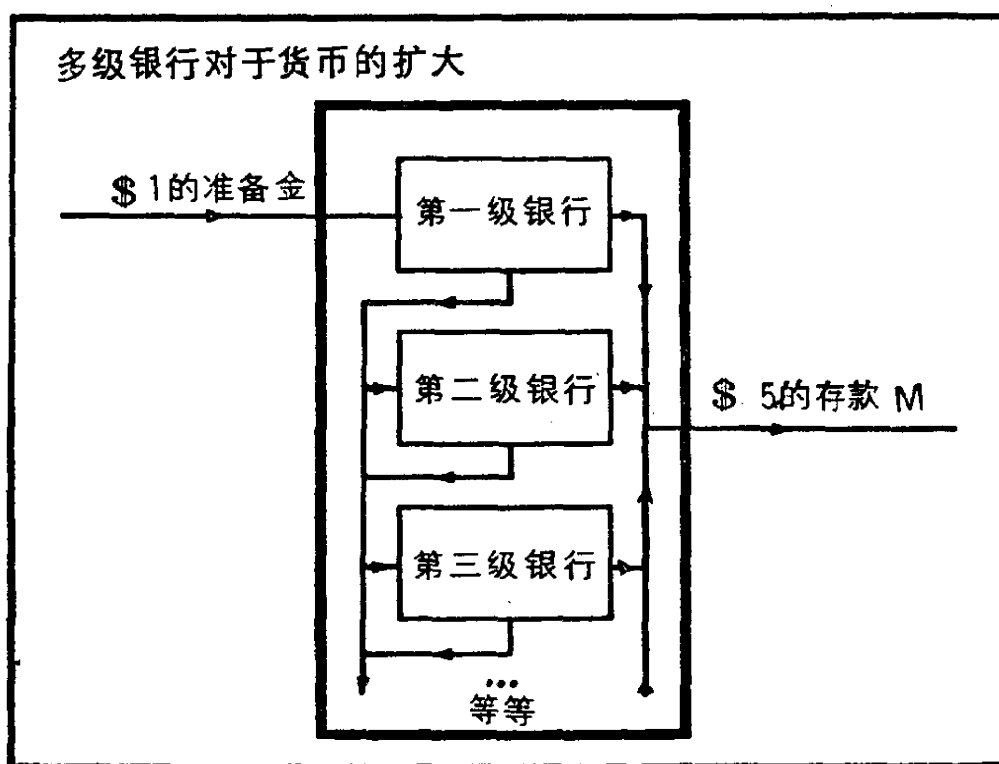 多级银行对于货币的扩大
$ 1的准备金
第一级银行
第二级银行
$ 5的存款 M
第三级银行
...
等等